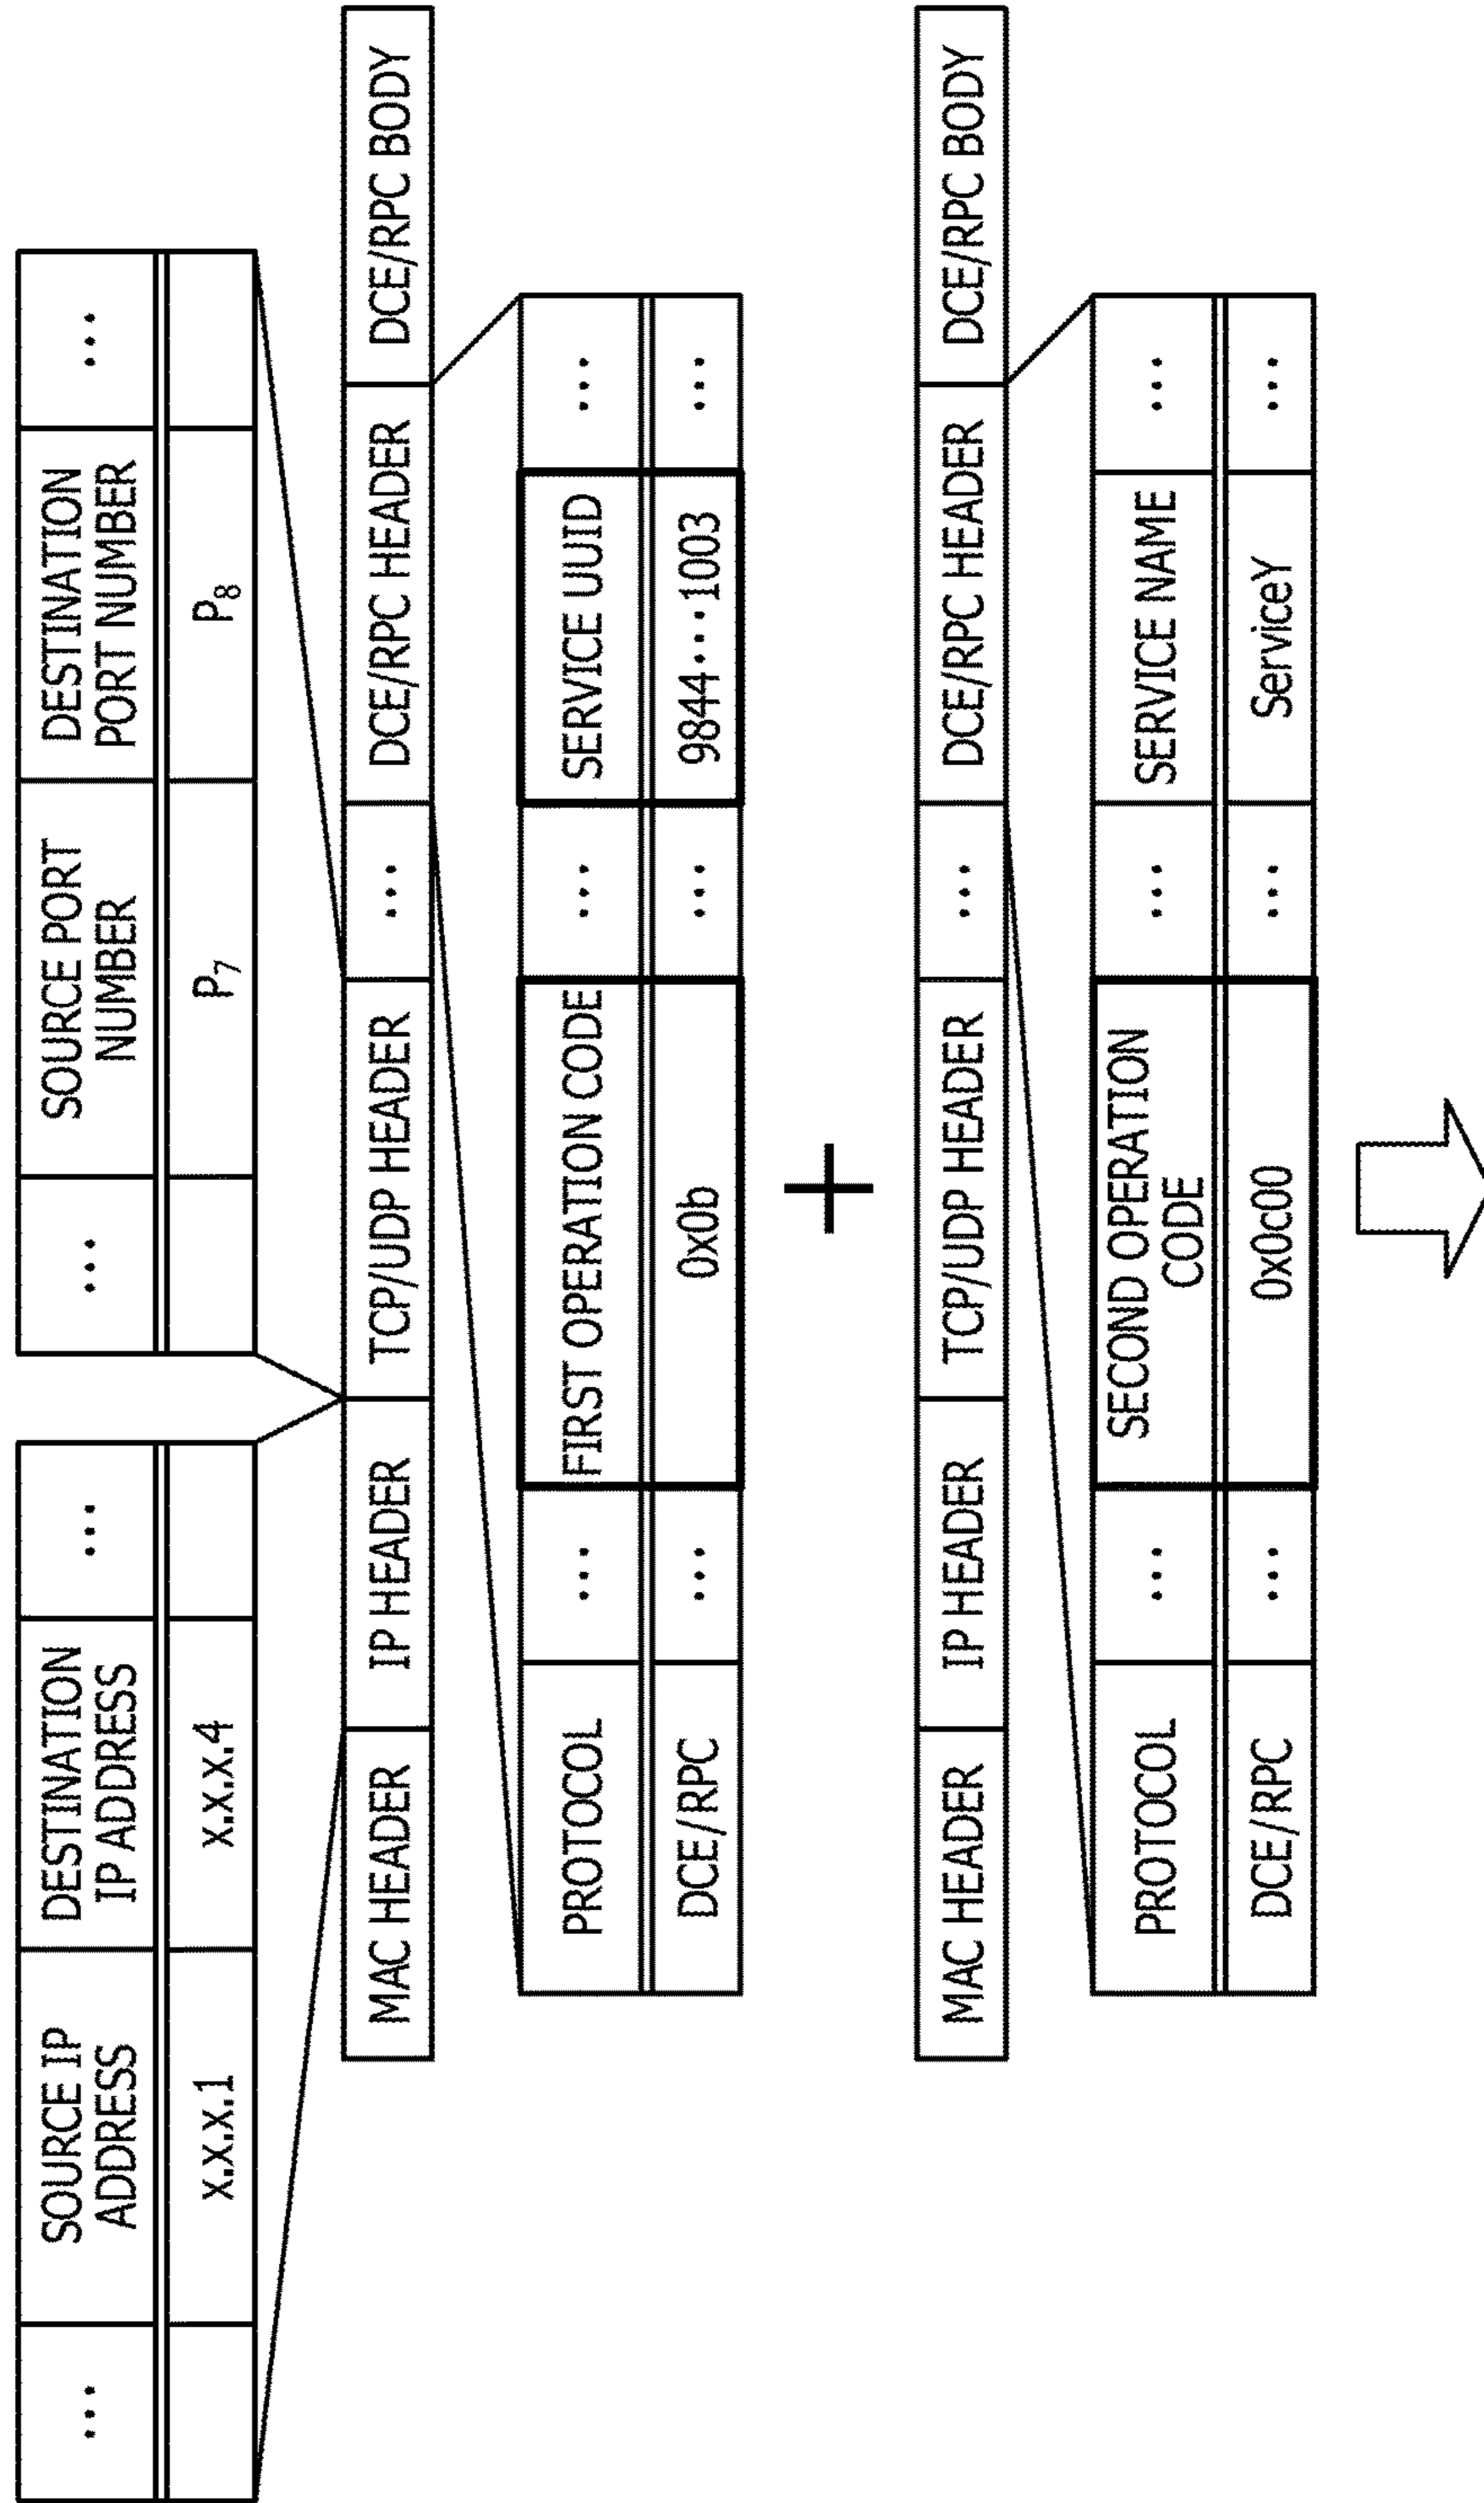 ... SOURCE IP DESTINATION ...
ADDRESS IP ADDRESS
x.x.x.1 x.x.x.4
... SOURCE PORT DESTINATION ...
NUMBER PORT NUMBER
P7 P8
MAC HEADER IP HEADER TCP/UDP HEADER ... DCE/RPC HEADER DCE/RPC BODY
PROTOCOL ... FIRST OPERATION CODE ... SERVICE UUID ...
DCE/RPC ... 0x0b ... 9844...1003 ...
+
MAC HEADER IP HEADER TCP/UDP HEADER ... DCE/RPC HEADER DCE/RPC BODY
PROTOCOL ... SECOND OPERATION ... SERVICE NAME ...
CODE
DCE/RPC ... 0x0c00 ... ServiceY ...